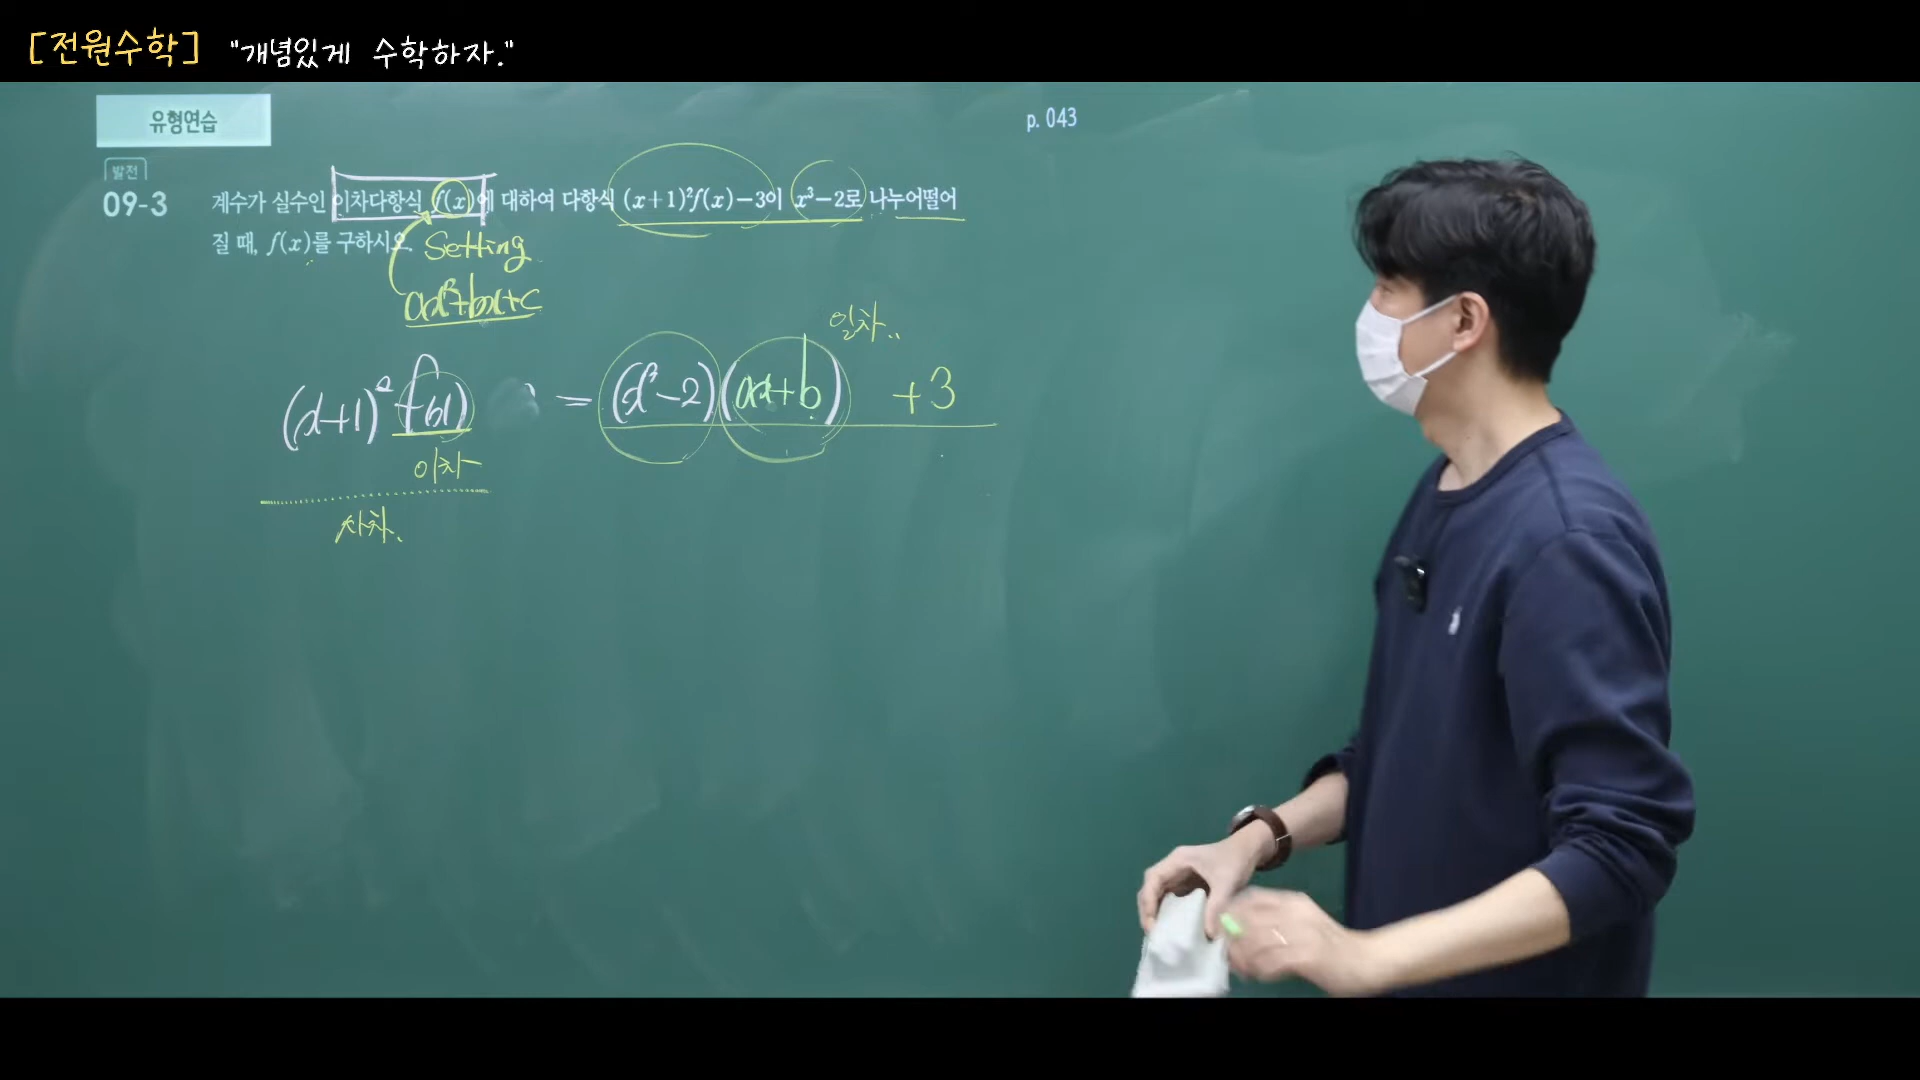 [전원수학] "개념있게 수학하자."
유형연습
p. 043
발전
09-3 계수가 실수인 이차다항식 f(x)에 대하여 다항식 (x+1)²f(x)−3이 x³−2로 나누어떨어
질 때, f(x)를 구하시오.
Setting
ax²+bx+c
일차..
(x+1)² f(x) = (x³−2)(ax+b) +3
이차
사차.